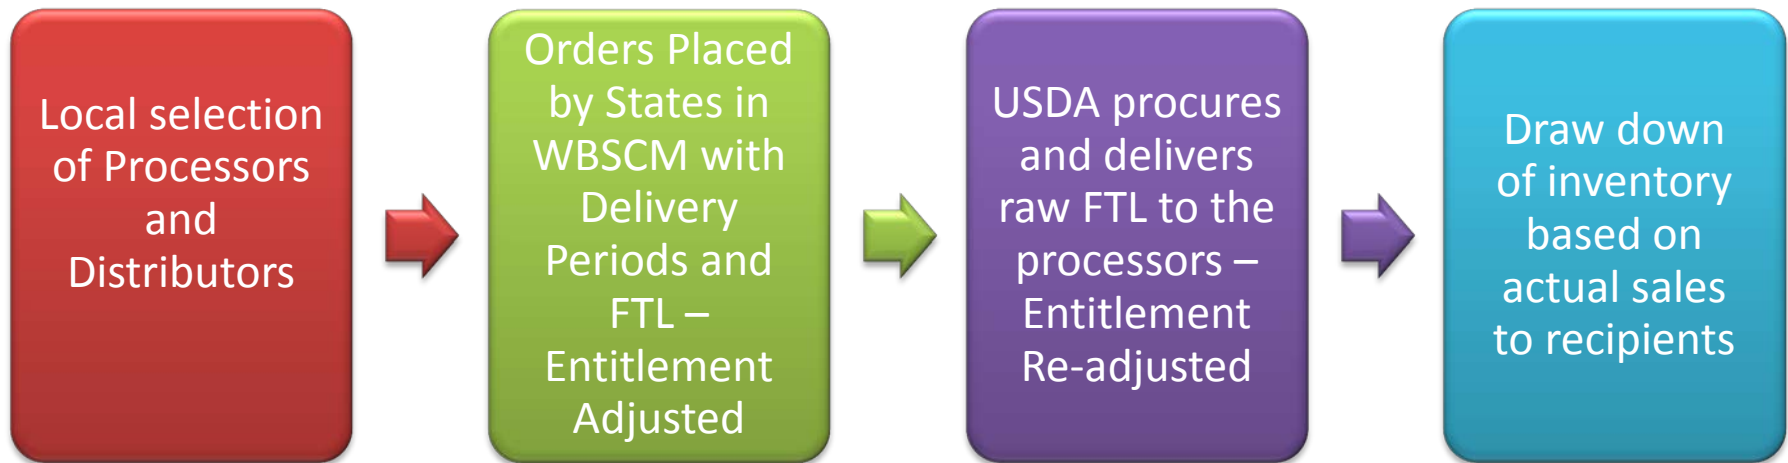 Local selection
of Processors
and
Distributors
Orders Placed
by States in
WBSCM with
Delivery
Periods and
FTL –
Entitlement
Adjusted
USDA procures
and delivers
raw FTL to the
processors –
Entitlement
Re-adjusted
Draw down
of inventory
based on
actual sales
to recipients